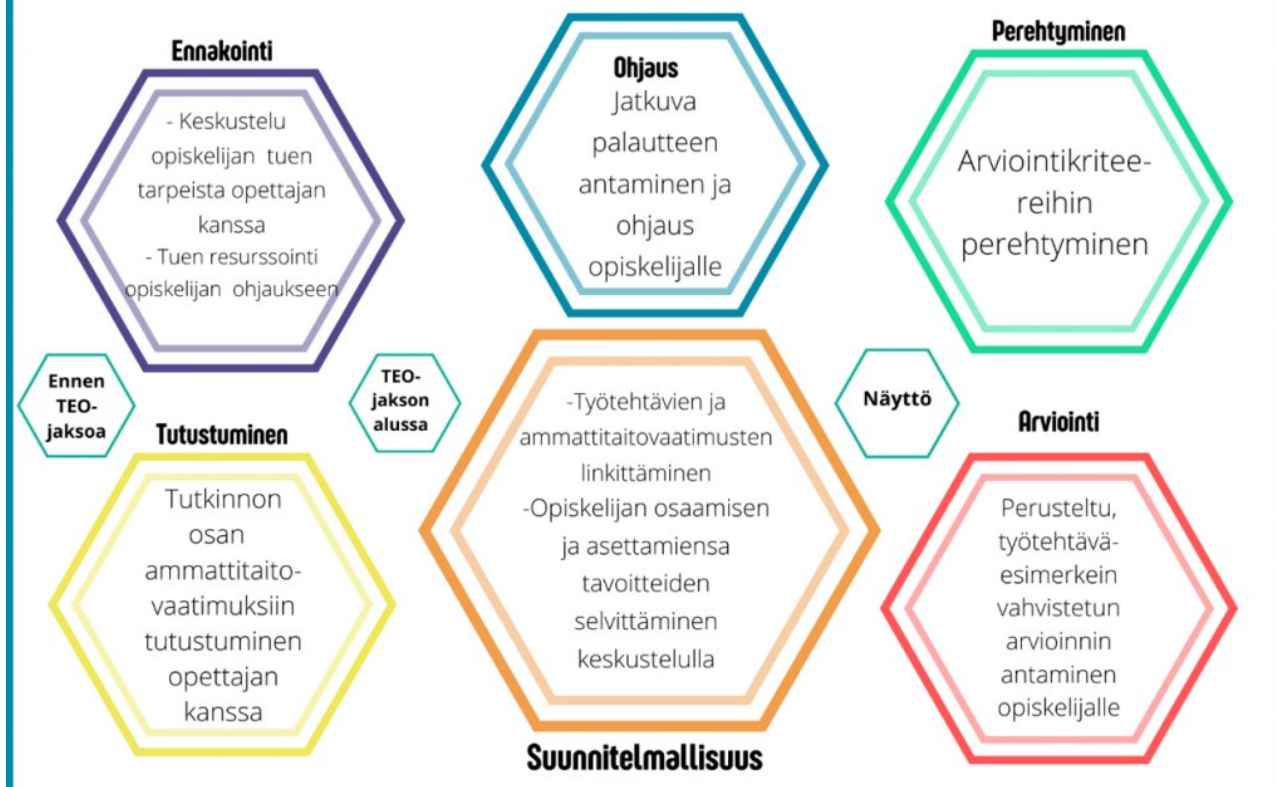 Ennakointi
- Keskustelu
opiskelijan tuen
tarpeista opettajan
kanssa
- Tuen resurssointi
opiskelijan ohjaukseen
Ohjaus
Jatkuva
palautteen
antaminen ja
ohjaus
opiskelijalle
Perehtyminen
Arviointikritee-
reihin
perehtyminen
Ennen
TEO-
jaksoa
TEO-
jakson
alussa
Näyttö
Tutustuminen
Tutkinnon
osan
ammattitaito-
vaatimuksiin
tutustuminen
opettajan
kanssa
-Työtehtävien ja
ammattitaitovaatimusten
linkittäminen
-Opiskelijan osaamisen
ja asettamiensa
tavoitteiden
selvittäminen
keskustelulla
Suunnitelmallisuus
Arviointi
Perusteltu,
työtehtävä-
esimerkein
vahvistetun
arvioinnin
antaminen
opiskelijalle